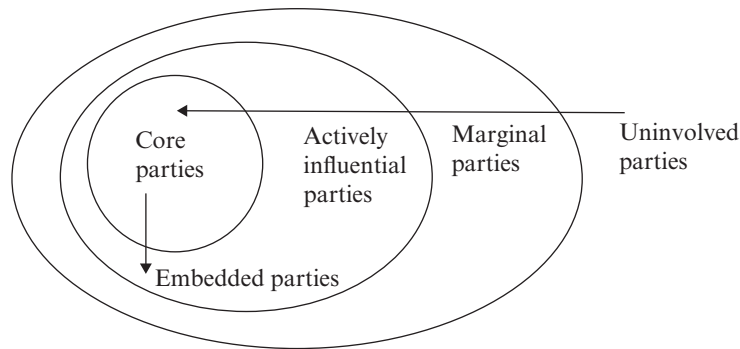 Core
parties
Actively
influential
parties
Marginal
parties
Uninvolved
parties
Embedded parties